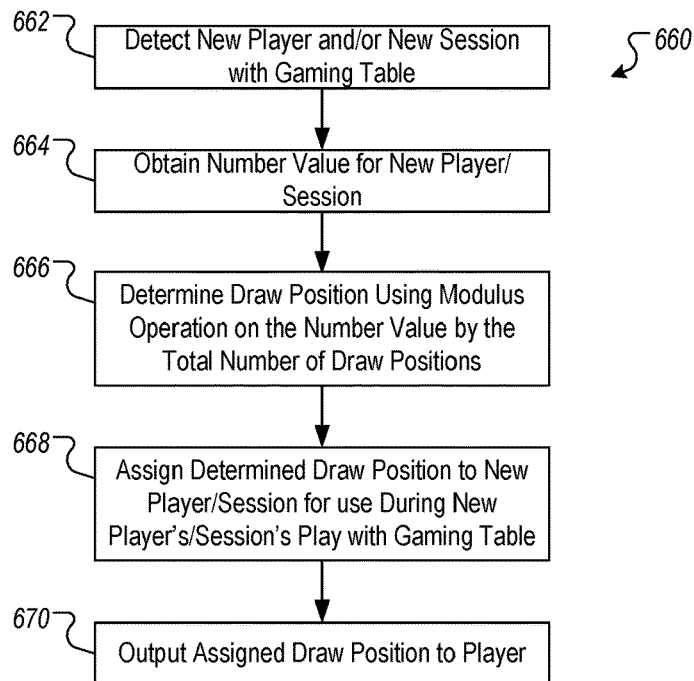 662
Detect New Player and/or New Session
with Gaming Table
660
664
Obtain Number Value for New Player/
Session
666
Determine Draw Position Using Modulus
Operation on the Number Value by the
Total Number of Draw Positions
668
Assign Determined Draw Position to New
Player/Session for use During New
Player's/Session's Play with Gaming Table
670
Output Assigned Draw Position to Player